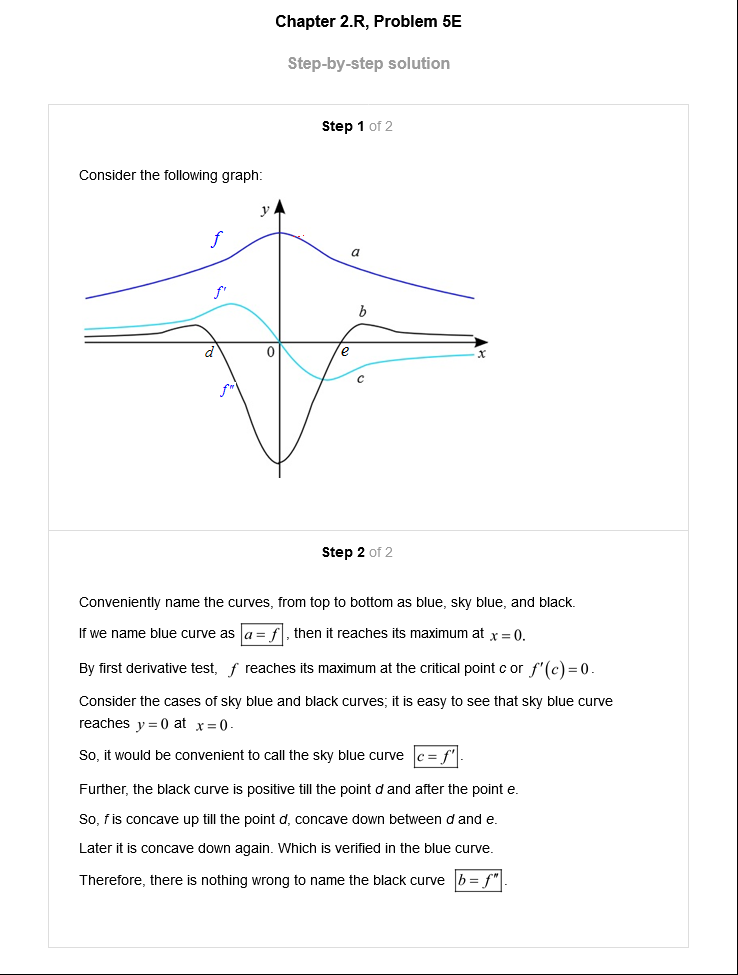 Chapter 2.R, Problem 5E
Step-by-step solution
Step 1 of 2
Consider the following graph:
y
f
a
f'
b
d
0
e
x
c
f"
Step 2 of 2
Conveniently name the curves, from top to bottom as blue, sky blue, and black.
If we name blue curve as a = f , then it reaches its maximum at x = 0.
By first derivative test, f reaches its maximum at the critical point c or f'(c) = 0.
Consider the cases of sky blue and black curves; it is easy to see that sky blue curve
reaches y = 0 at x = 0.
So, it would be convenient to call the sky blue curve c = f'.
Further, the black curve is positive till the point d and after the point e.
So, f is concave up till the point d, concave down between d and e.
Later it is concave down again. Which is verified in the blue curve.
Therefore, there is nothing wrong to name the black curve b = f".